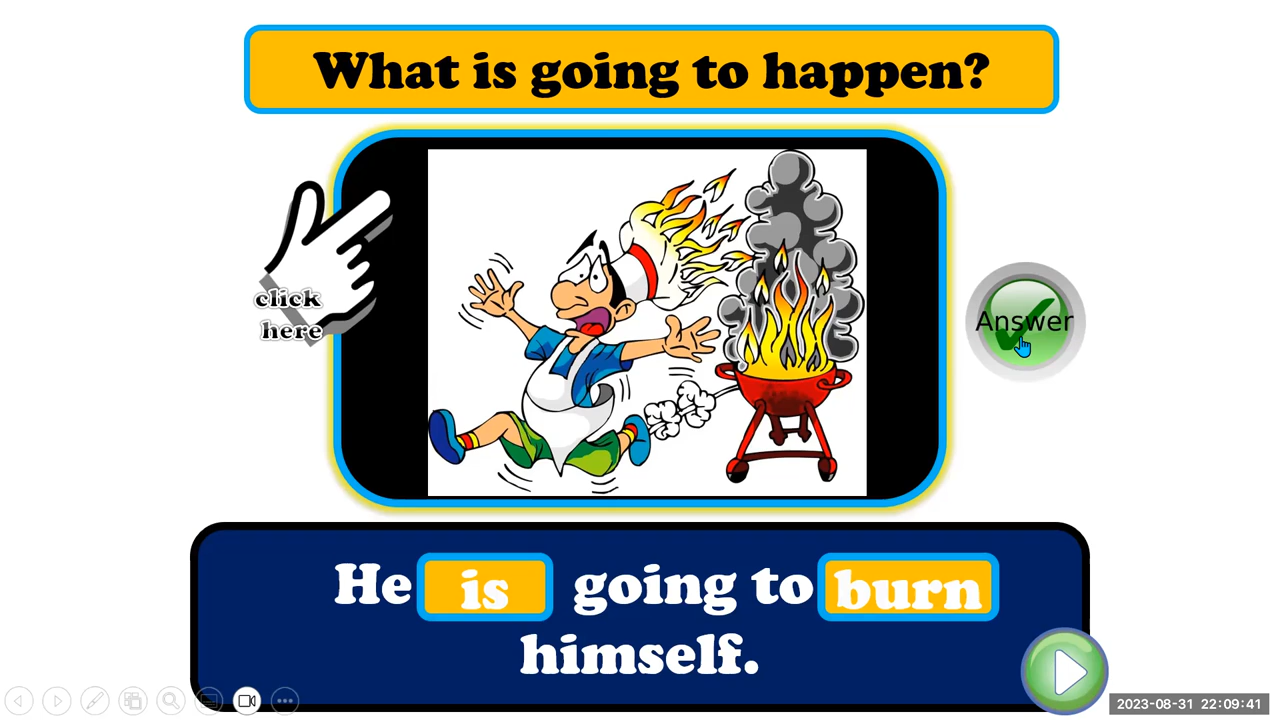 What is going to happen?
click
here
Answer
He is going to burn
himself.
2023-08-31 22:09:41